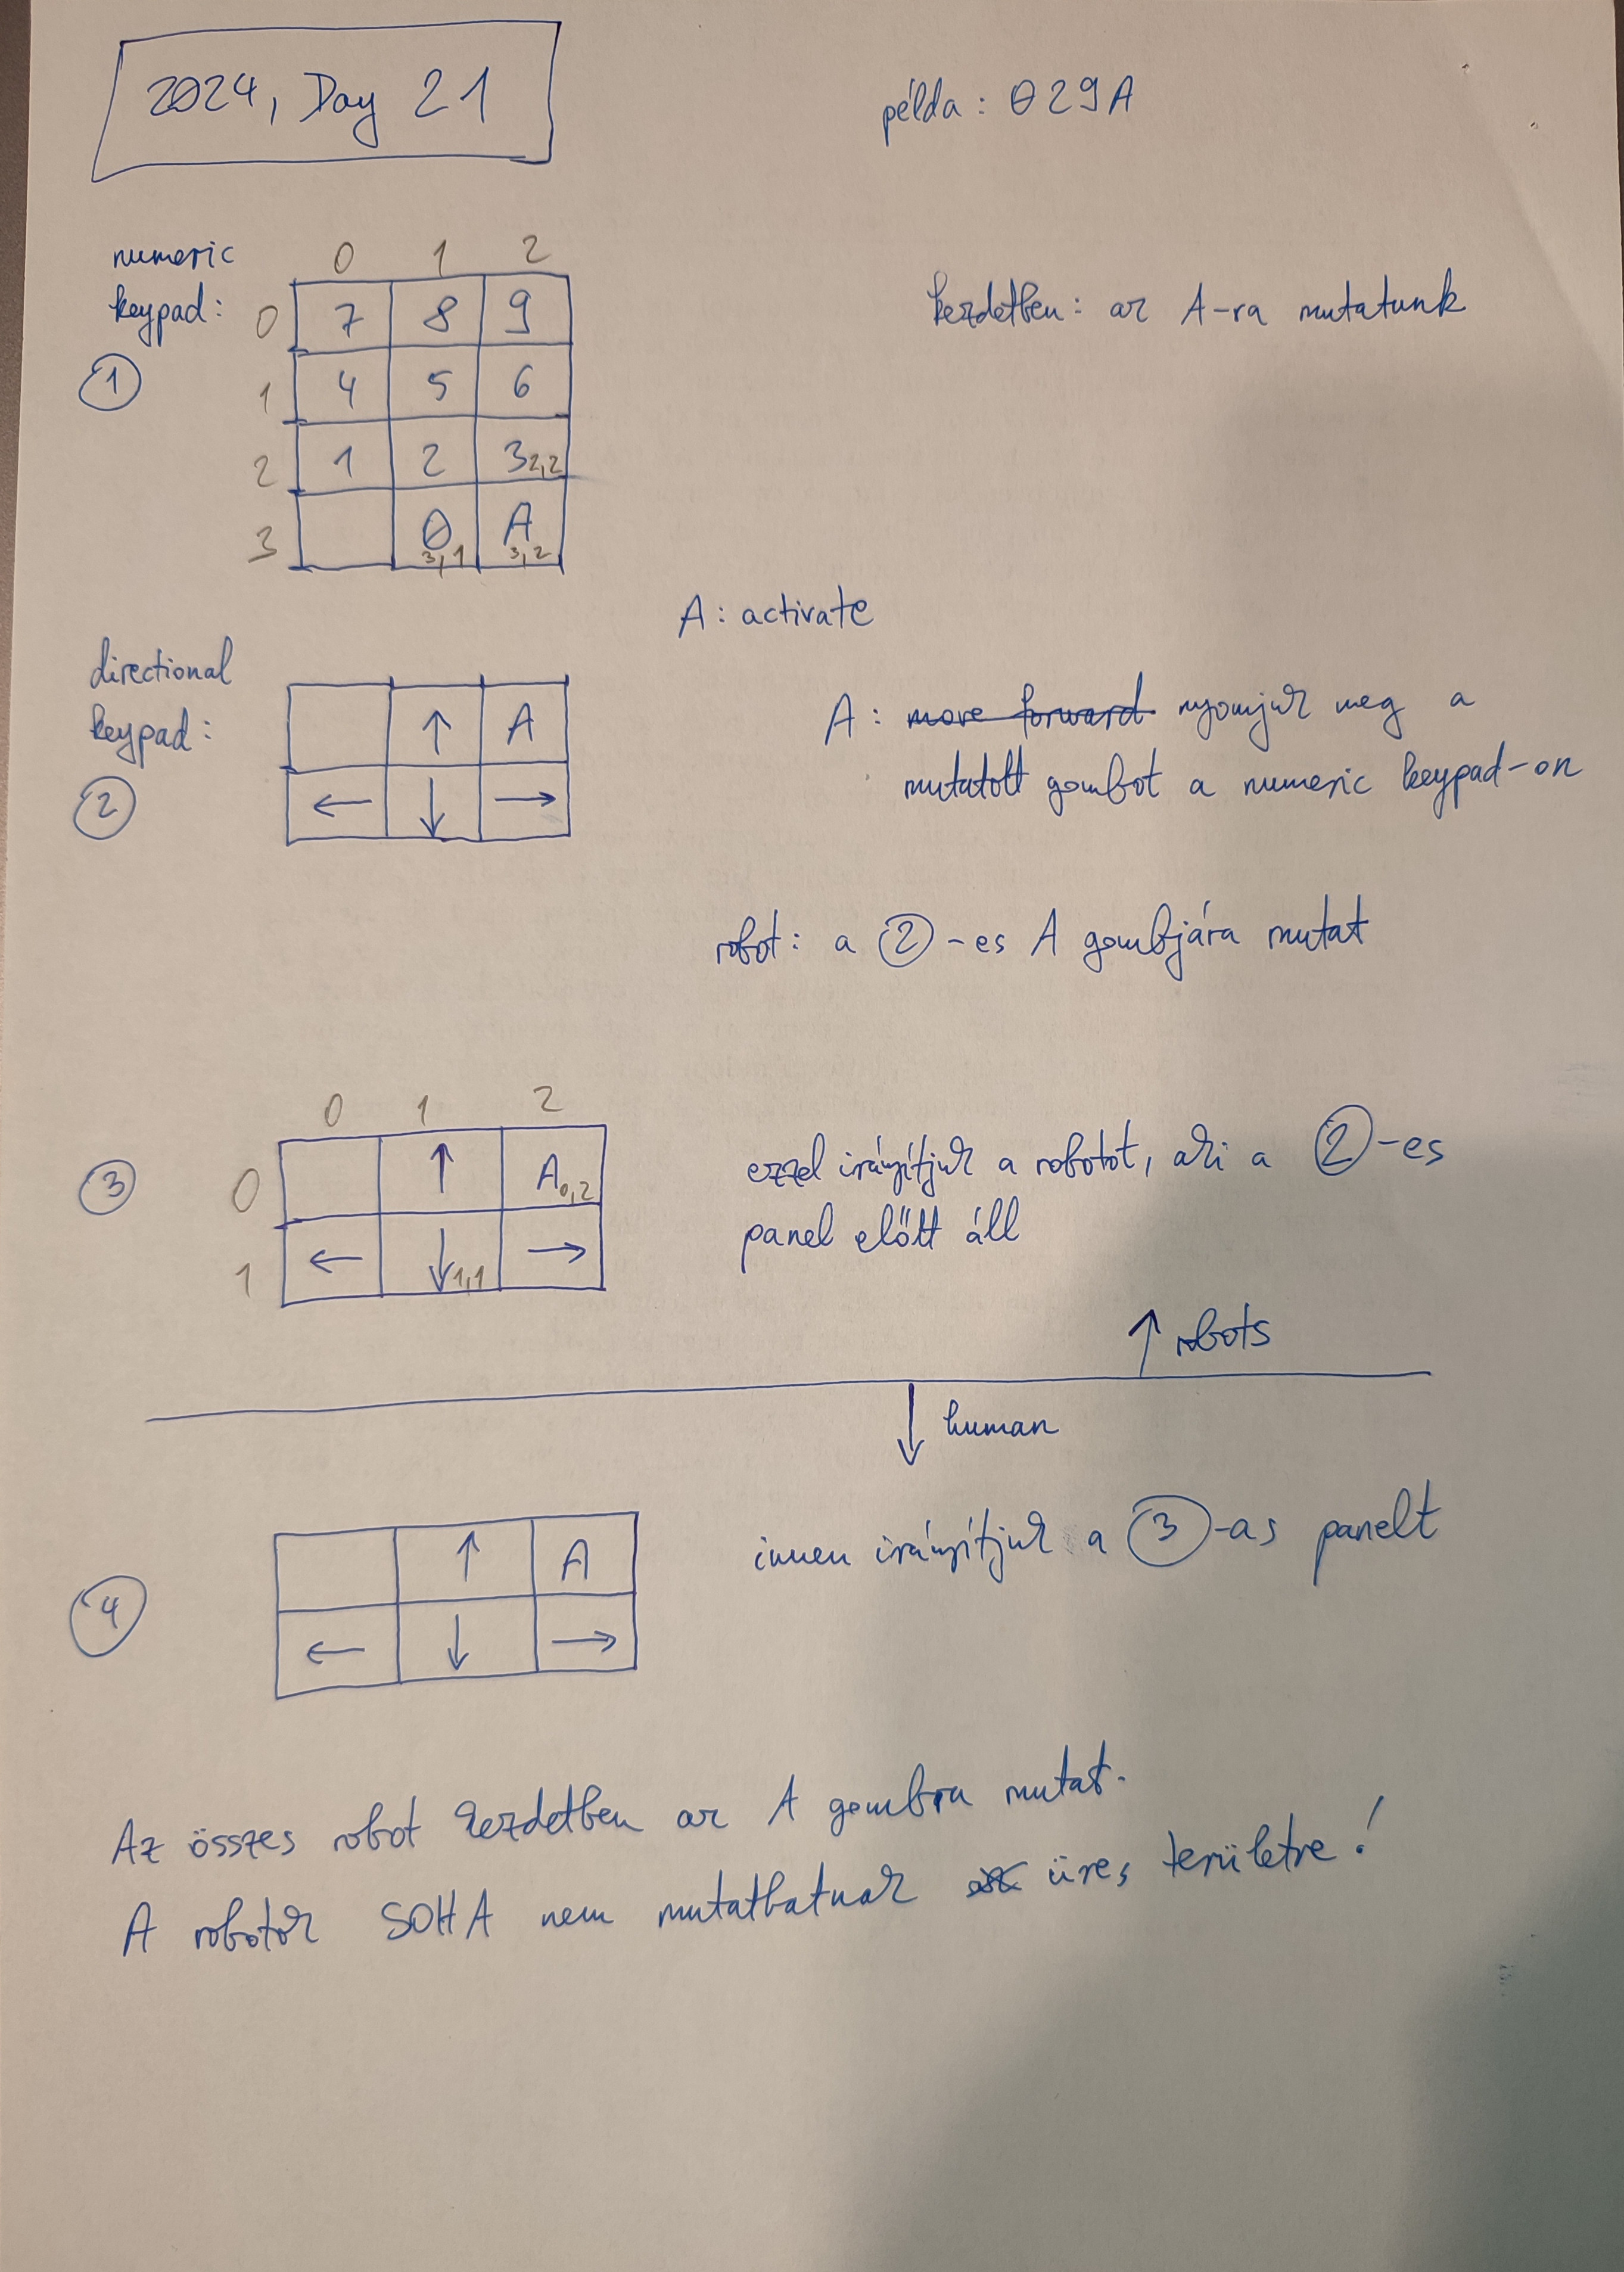 2024, Day 21
példa: 029A
numeric
keypad:
①
0 1 2
0 7 8 9
1 4 5 6
2 1 2 3 2,2
3 0 3,1 A 3,2
kezdetben: az A-ra mutatunk
A: activate
directional
keypad:
②
↑ A
← ↓ →
A: move forward nyomjuk meg a
mutatott gombot a numeric keypad-on
robot: a ②-es A gombjára mutat
③
0 1 2
0 ↑ A 0,2
1 ← ↓ 1,1 →
ezzel irányítjuk a robotot, aki a ②-es
panel előtt áll
↑ robots
↓ human
④
↑ A
← ↓ →
innen irányítjuk a ③-as panelt
Az összes robot kezdetben az A gombra mutat.
A robotok SOHA nem mutathatnak üres területre!